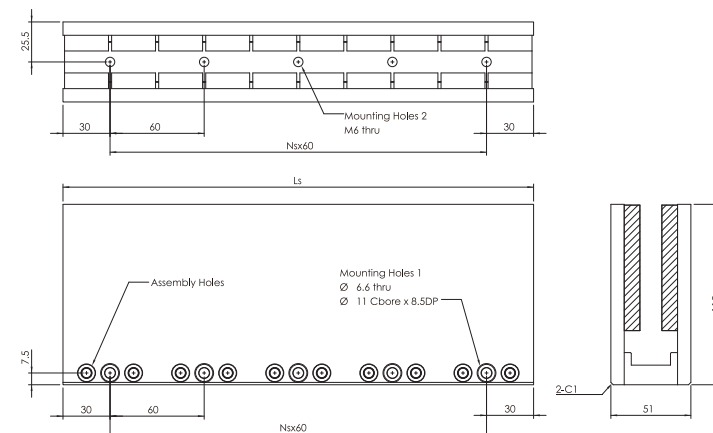 25.5
Mounting Holes 2
M6 thru
30
60
30
Nsx60
Ls
Assembly Holes
Mounting Holes 1
Ø 6.6 thru
Ø 11 Cbore x 8.5DP
7.5
30
60
30
Nsx60
2-C1
51